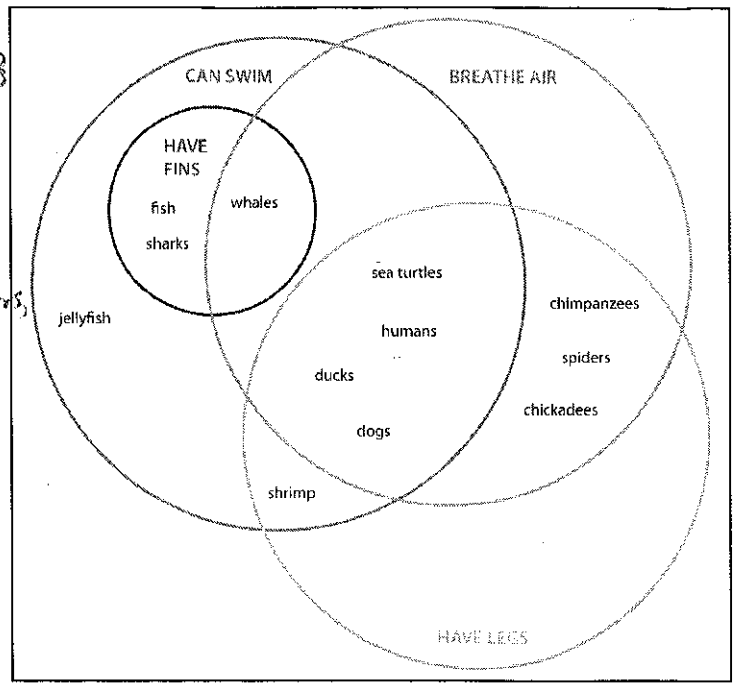 CAN SWIM
BREATHE AIR
HAVE
FINS
fish
whales
sharks
sea turtles
jellyfish
chimpanzees
humans
spiders
ducks
chickadees
dogs
shrimp
HAVE LEGS